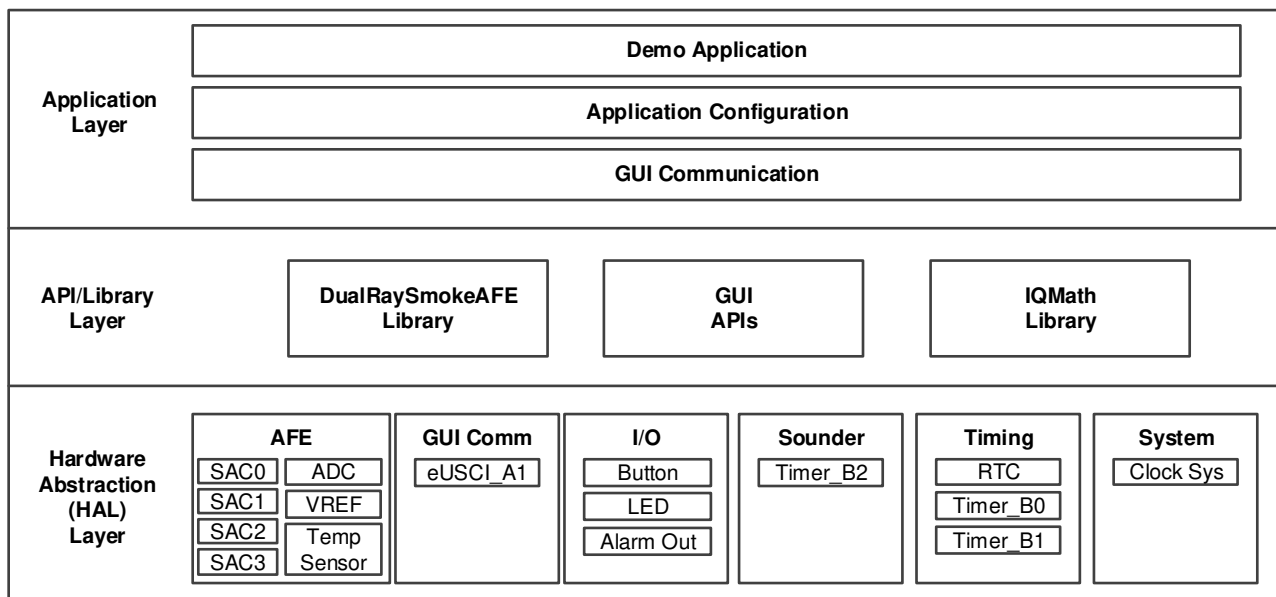 Application
Layer
Demo Application
Application Configuration
GUI Communication
API/Library
Layer
DualRaySmokeAFE
Library
GUI
APIs
IQMath
Library
Hardware
Abstraction
(HAL)
Layer
AFE
SAC0
SAC1
SAC2
SAC3
ADC
VREF
Temp
Sensor
GUI Comm
eUSCI_A1
I/O
Button
LED
Alarm Out
Sounder
Timer_B2
Timing
RTC
Timer_B0
Timer_B1
System
Clock Sys